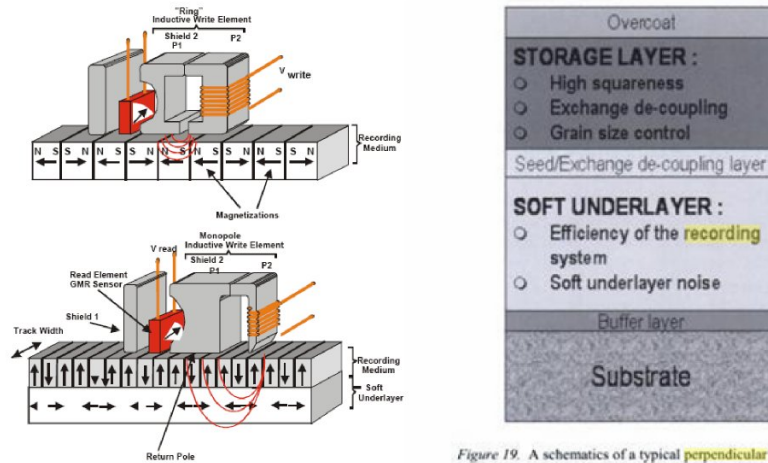 "Ring"
Inductive Write Element
Shield 2
P1
P2
V write
Recording
Medium
N S S N N S S N N S S N N S S N
Magnetizations
Monopole
Inductive Write Element
V read
Shield 2
P1
P2
Read Element
GMR Sensor
Shield 1
Track Width
Recording
Medium
Soft
Underlayer
Return Pole
Overcoat
STORAGE LAYER :
High squareness
Exchange de-coupling
Grain size control
Seed/Exchange de-coupling layer
SOFT UNDERLAYER :
Efficiency of the recording
system
Soft underlayer noise
Buffer layer
Substrate
Figure 19. A schematics of a typical perpendicular